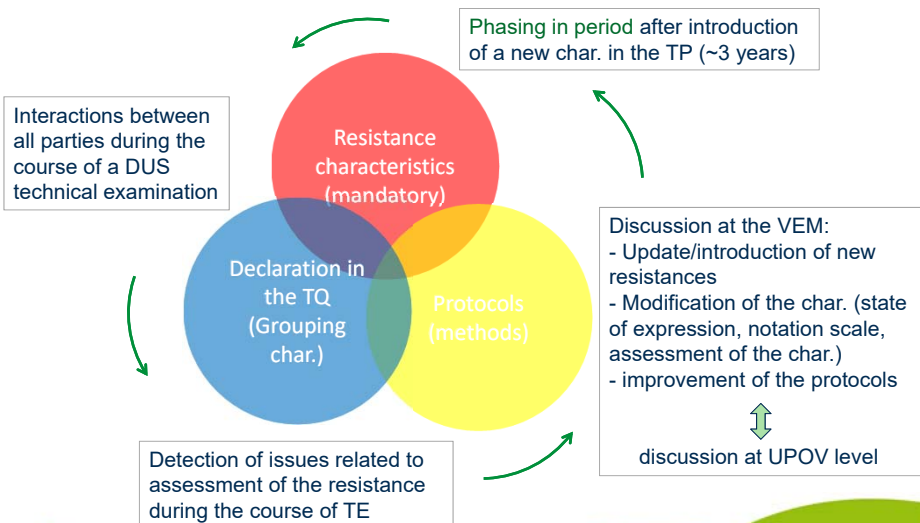 Phasing in period after introduction
of a new char. in the TP (~3 years)
Interactions between
all parties during the
course of a DUS
technical examination
Resistance
characteristics
(mandatory)
Declaration in
the TQ
(Grouping
char.)
Protocols
(methods)
Discussion at the VEM:
- Update/introduction of new
resistances
- Modification of the char. (state
of expression, notation scale,
assessment of the char.)
- improvement of the protocols
discussion at UPOV level
Detection of issues related to
assessment of the resistance
during the course of TE